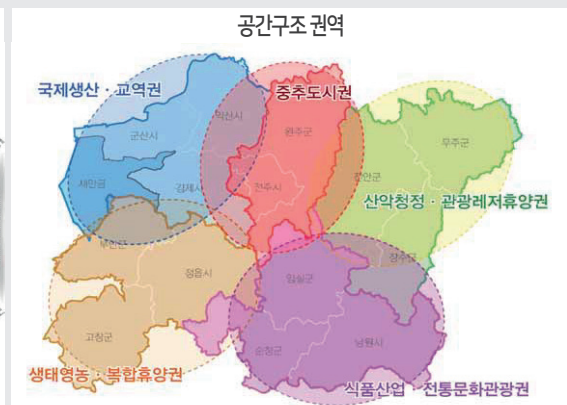 공간구조 권역
국제생산 · 교역권
중추도시권
익산시
완주군
군산시
무주군
새만금
김제시
전주시
진안군
산악청정 · 관광레저휴양권
부안군
정읍시
장수군
임실군
고창군
순창군
남원시
생태영농 · 복합휴양권
식품산업 · 전통문화관광권